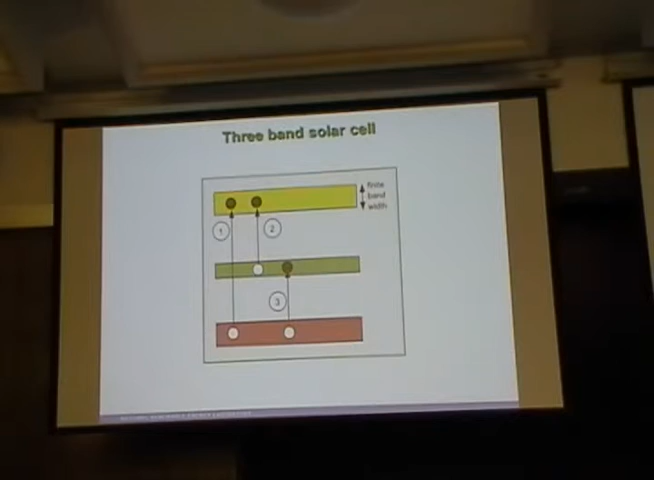 Three band solar cell
finite
band
width
1
2
3